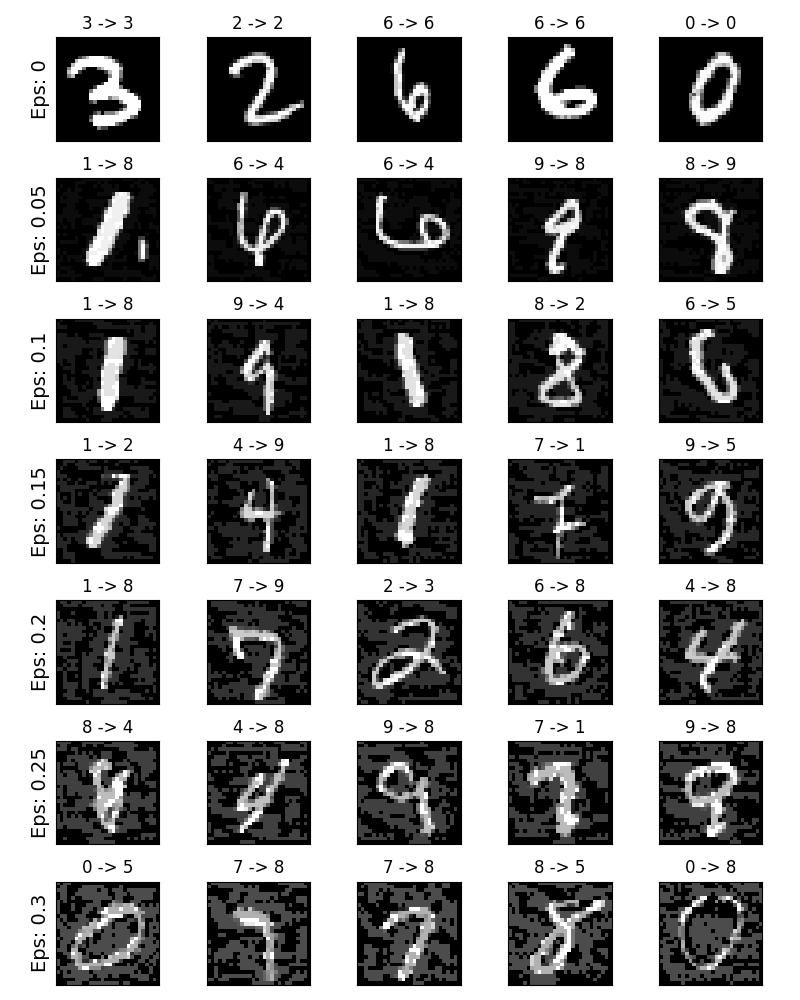 3 -> 3 2 -> 2 6 -> 6 6 -> 6 0 -> 0
Eps: 0
1 -> 8 6 -> 4 6 -> 4 9 -> 8 8 -> 9
Eps: 0.05
1 -> 8 9 -> 4 1 -> 8 8 -> 2 6 -> 5
Eps: 0.1
1 -> 2 4 -> 9 1 -> 8 7 -> 1 9 -> 5
Eps: 0.15
1 -> 8 7 -> 9 2 -> 3 6 -> 8 4 -> 8
Eps: 0.2
8 -> 4 4 -> 8 9 -> 8 7 -> 1 9 -> 8
Eps: 0.25
0 -> 5 7 -> 8 7 -> 8 8 -> 5 0 -> 8
Eps: 0.3